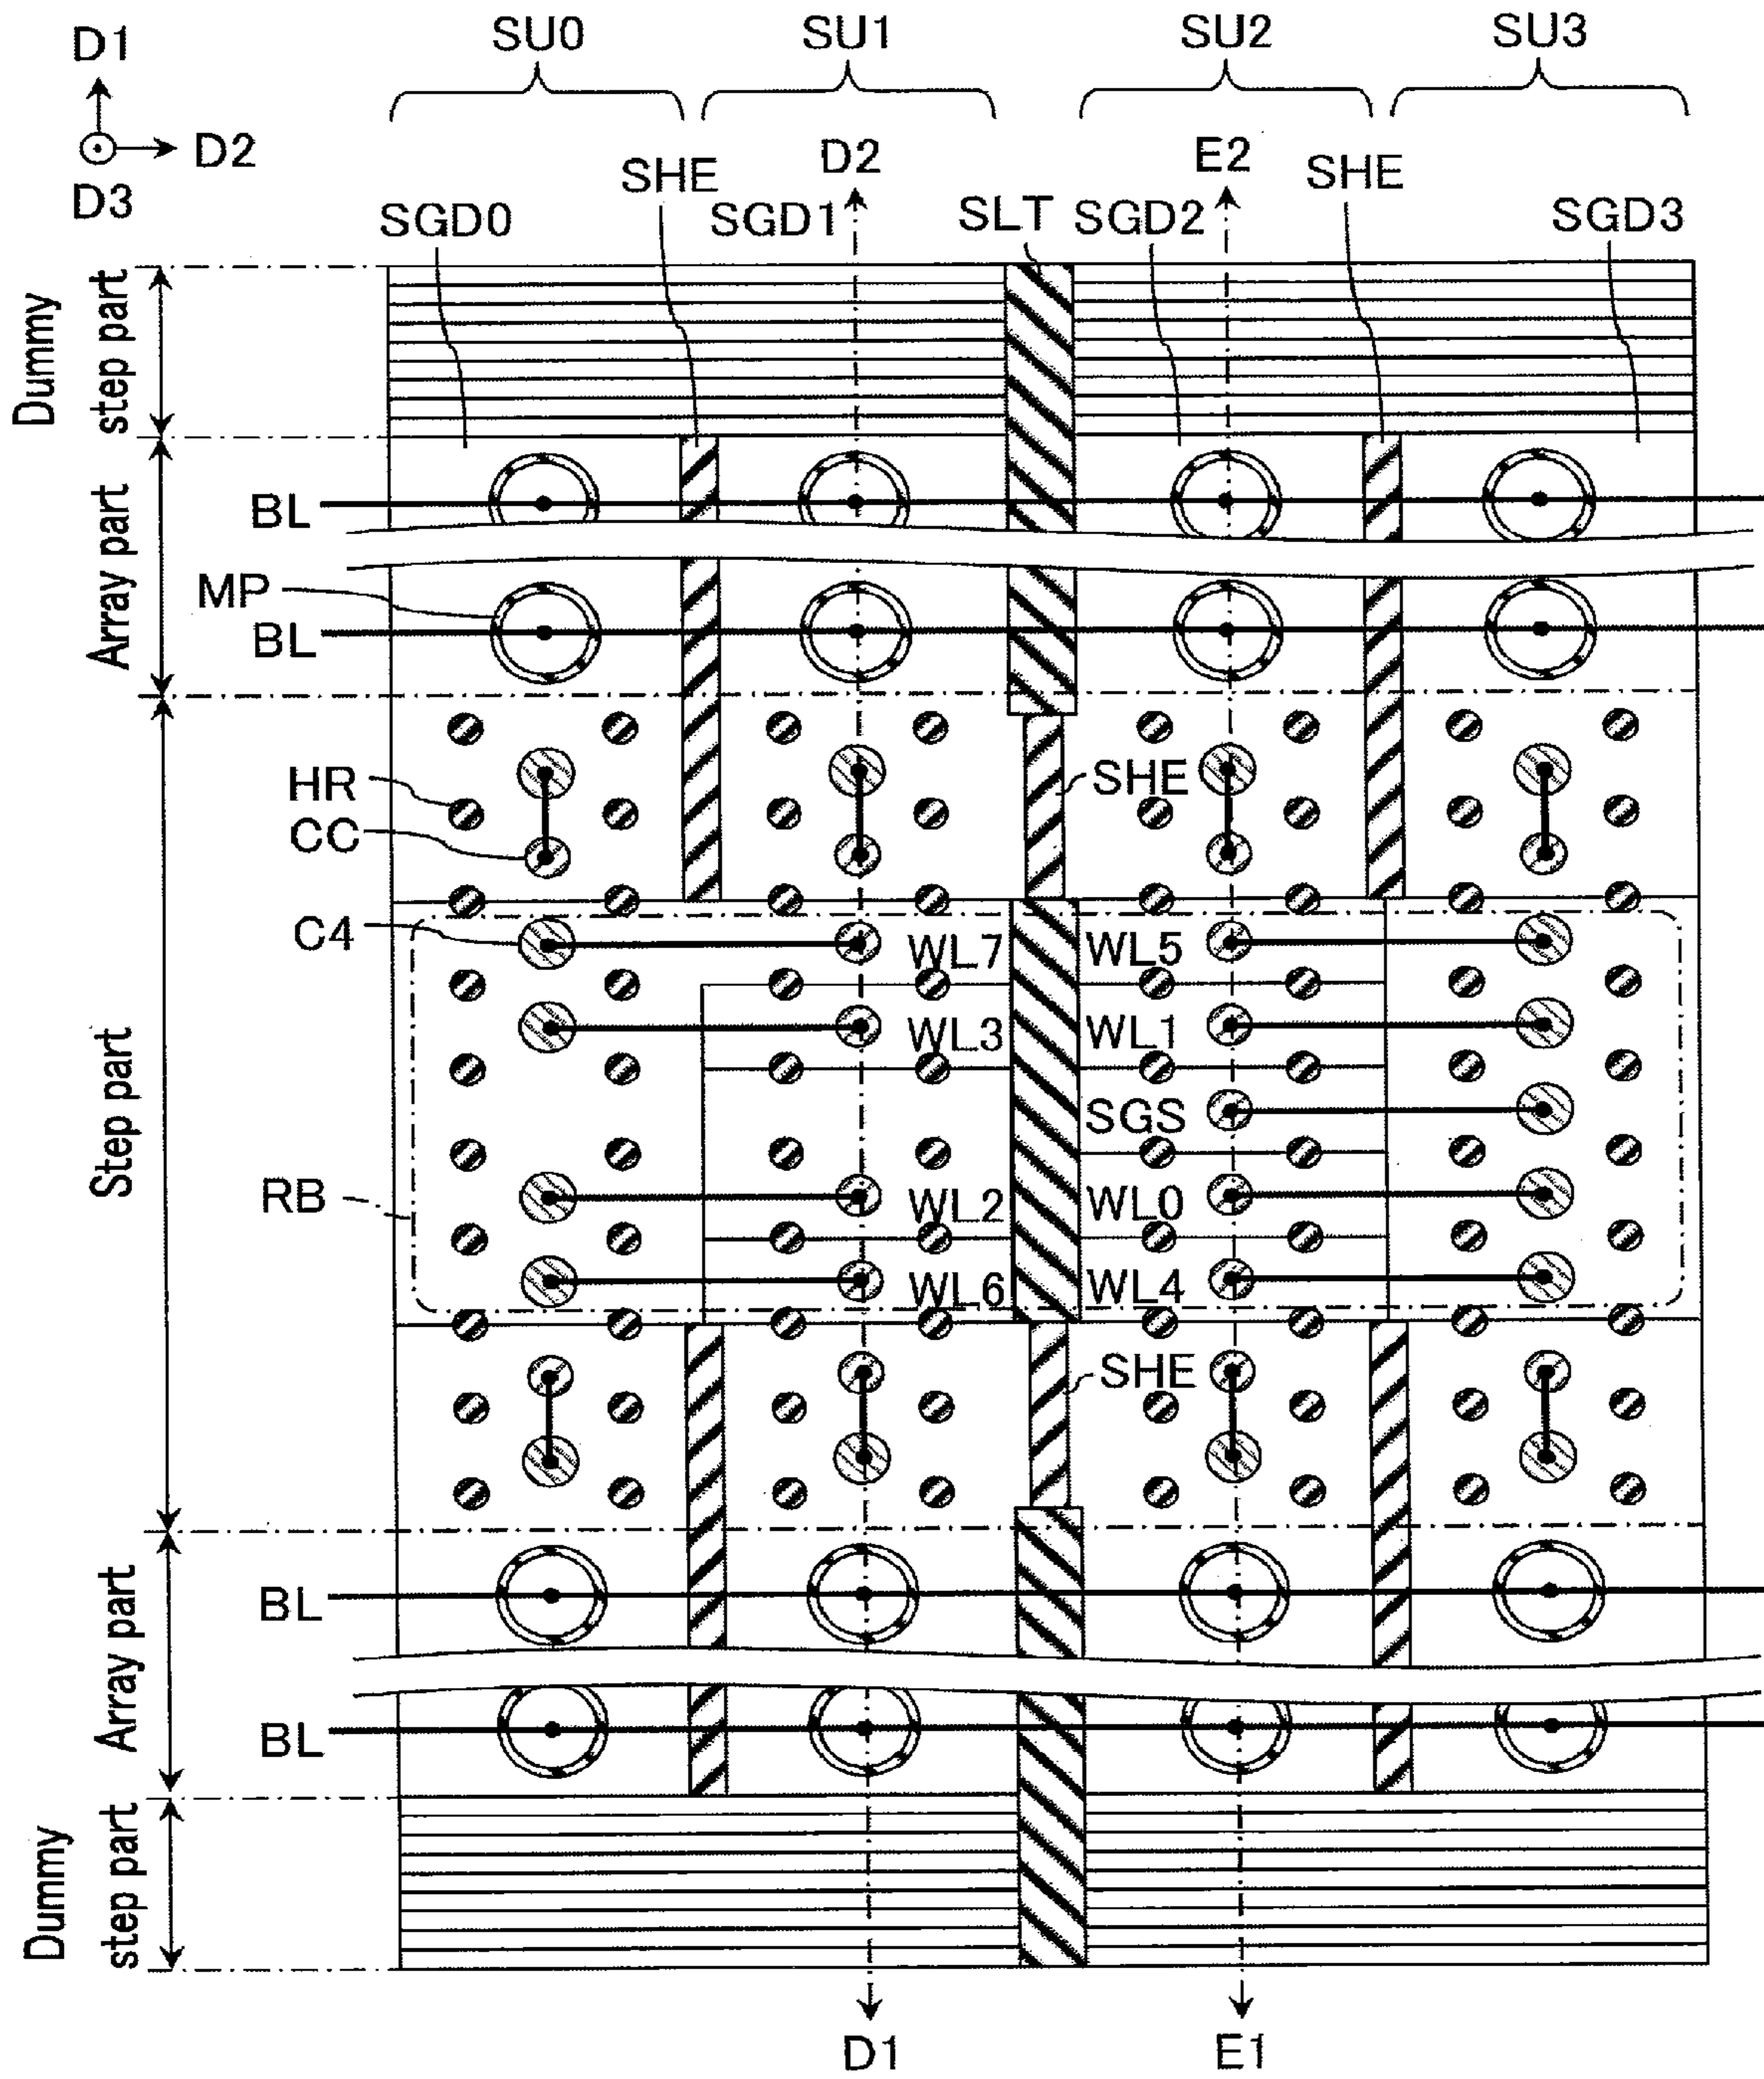 SU0 SU1 SU2 SU3
D1
D2
D3
D2 E2
SHE SHE
SGD0 SGD1 SLT SGD2 SGD3
Dummy
step part
Array part
BL
MP
BL
Step part
HR
SHE
CC
C4
WL7 WL5
WL3 WL1
SGS
RB
WL2 WL0
WL6 WL4
SHE
Array part
BL
BL
Dummy
step part
D1 E1